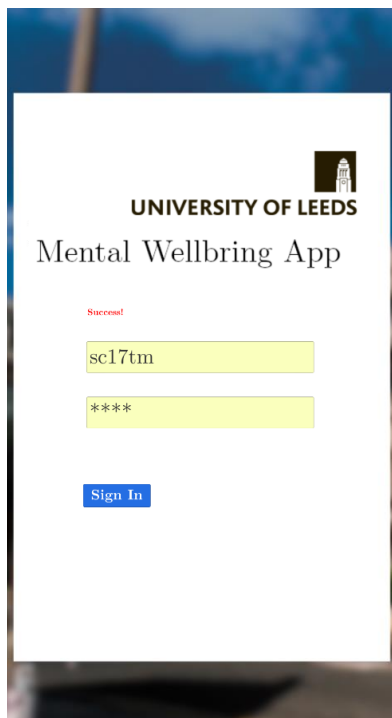 UNIVERSITY OF LEEDS
Mental Wellbring App
Success!
sc17tm
****
Sign In